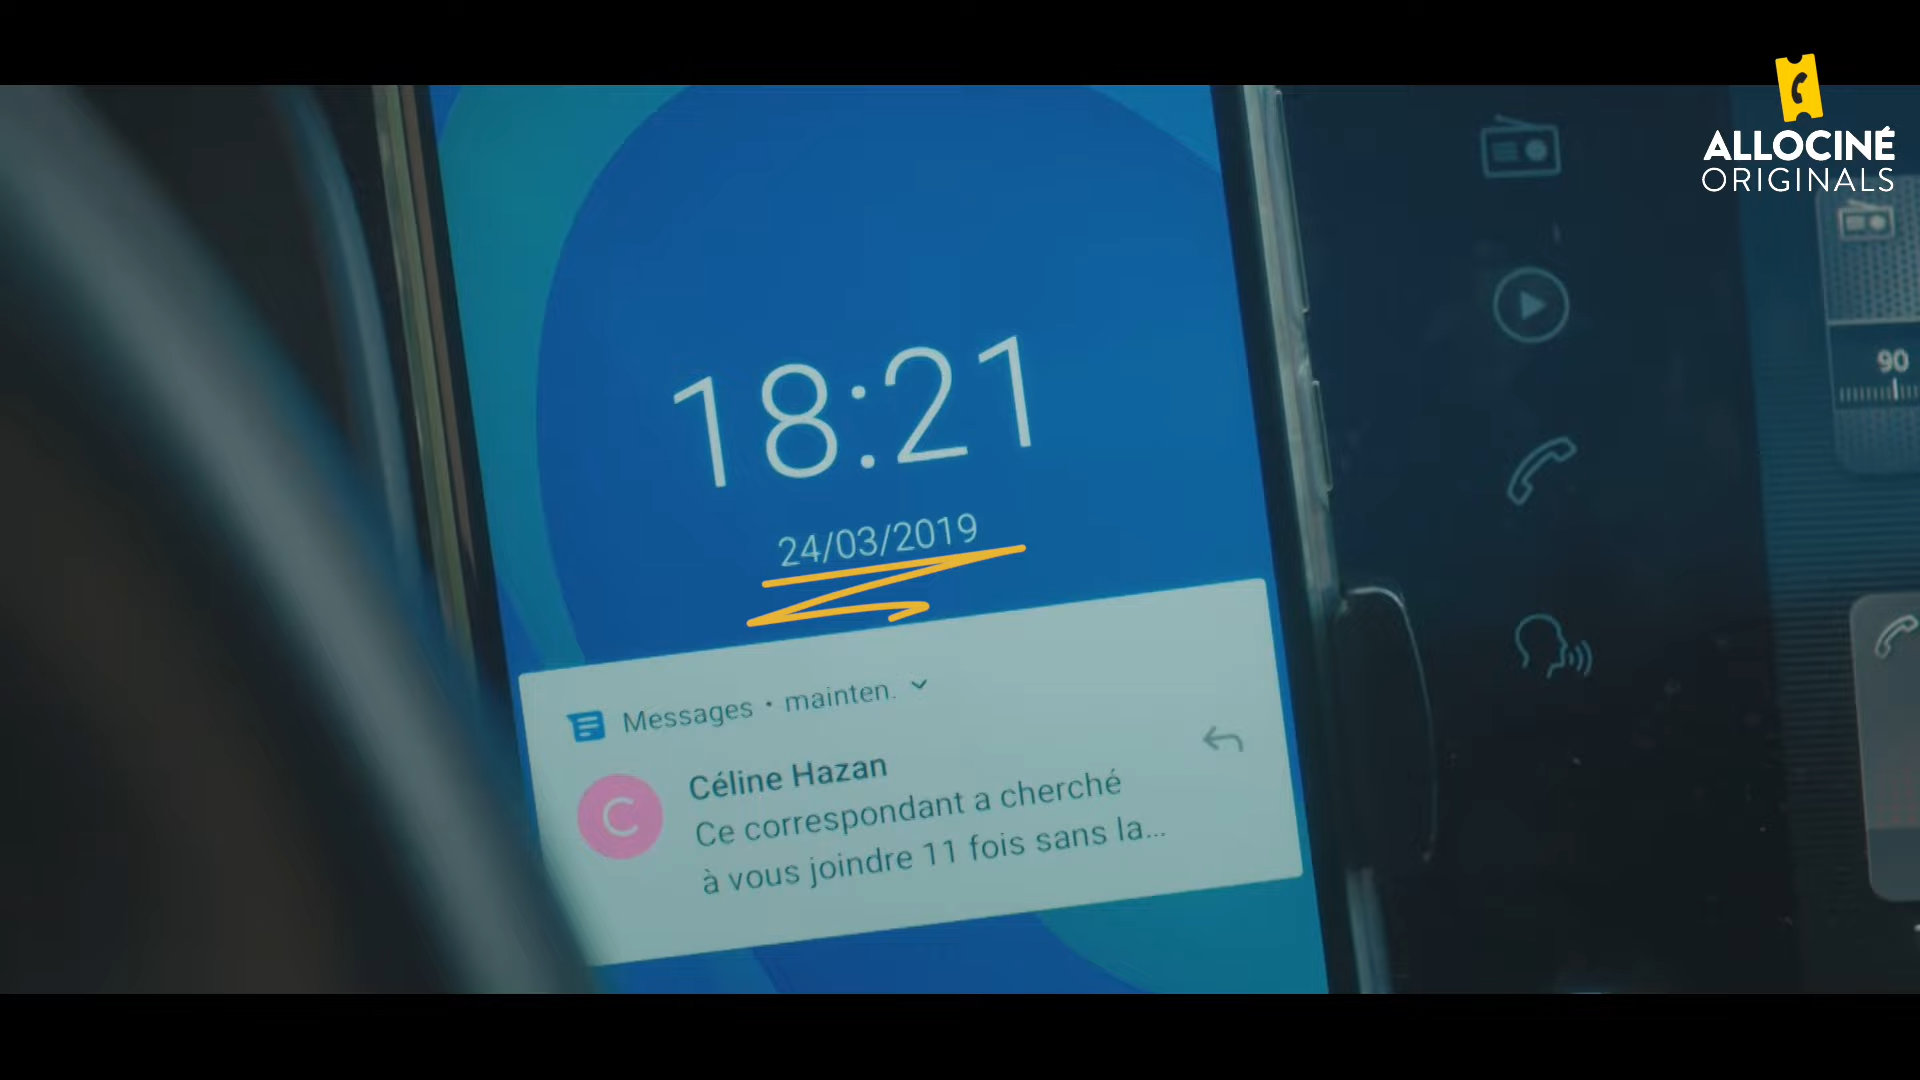 ALLOCINÉ
ORIGINALS
18:21
24/03/2019
90
Messages • mainten.
C
Céline Hazan
Ce correspondant a cherché
à vous joindre 11 fois sans la...